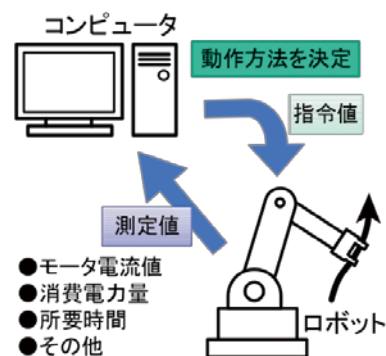 コンピュータ
動作方法を決定
指令値
測定値
●モータ電流値
●消費電力量
●所要時間
●その他
ロボット